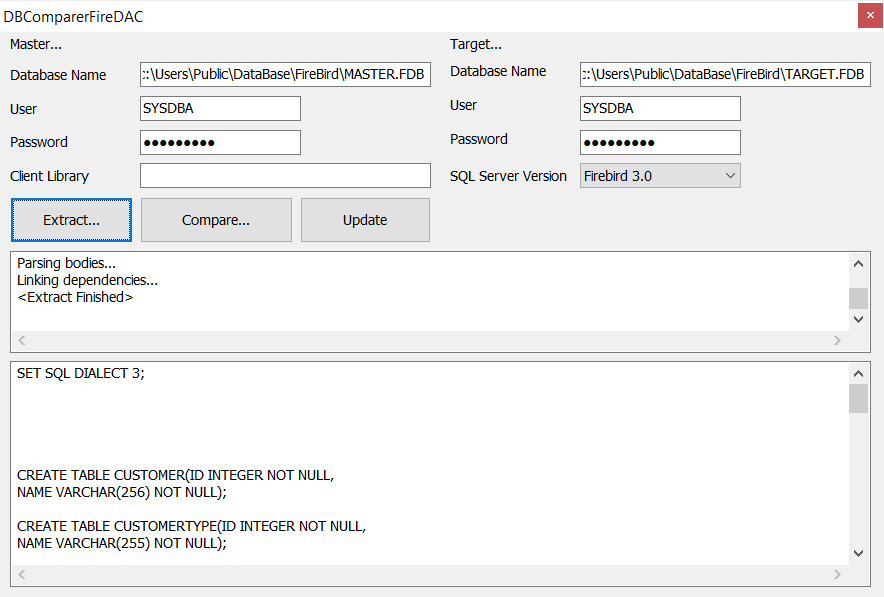 DBComparerFireDAC
Master...
Target...
Database Name
::\Users\Public\DataBase\FireBird\MASTER.FDB
Database Name
:\Users\Public\DataBase\FireBird\TARGET.FDB
User
SYSDBA
User
SYSDBA
Password
●●●●●●●●●
Password
●●●●●●●●●
Client Library
SQL Server Version
Firebird 3.0
Extract...
Compare...
Update
Parsing bodies...
Linking dependencies...
<Extract Finished>
SET SQL DIALECT 3;
CREATE TABLE CUSTOMER(ID INTEGER NOT NULL,
NAME VARCHAR(256) NOT NULL);
CREATE TABLE CUSTOMERTYPE(ID INTEGER NOT NULL,
NAME VARCHAR(255) NOT NULL);